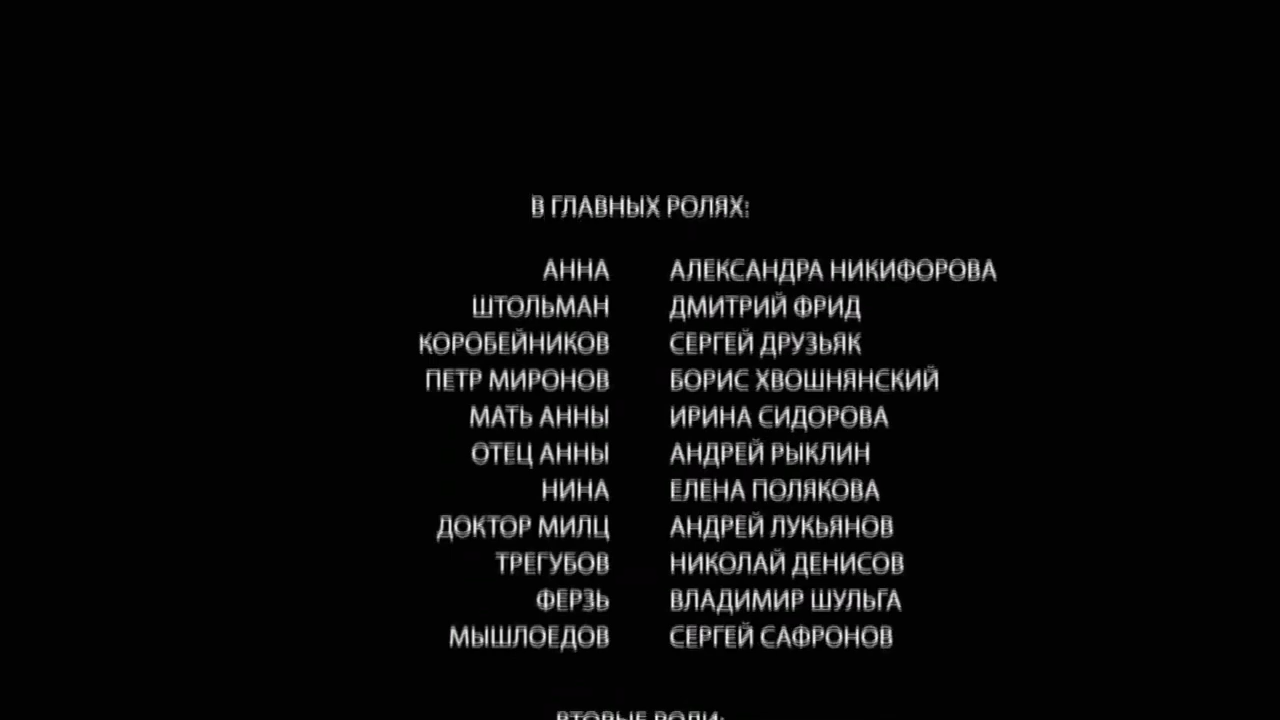 В ГЛАВНЫХ РОЛЯХ:
АННА АЛЕКСАНДРА НИКИФОРОВА
ШТОЛЬМАН ДМИТРИЙ ФРИД
КОРОБЕЙНИКОВ СЕРГЕЙ ДРУЗЬЯК
ПЕТР МИРОНОВ БОРИС ХВОШНЯНСКИЙ
МАТЬ АННЫ ИРИНА СИДОРОВА
ОТЕЦ АННЫ АНДРЕЙ РЫКЛИН
НИНА ЕЛЕНА ПОЛЯКОВА
ДОКТОР МИЛЦ АНДРЕЙ ЛУКЬЯНОВ
ТРЕГУБОВ НИКОЛАЙ ДЕНИСОВ
ФЕРЗЬ ВЛАДИМИР ШУЛЬГА
МЫШЛОЕДОВ СЕРГЕЙ САФРОНОВ
ВТОРЫЕ РОЛИ: